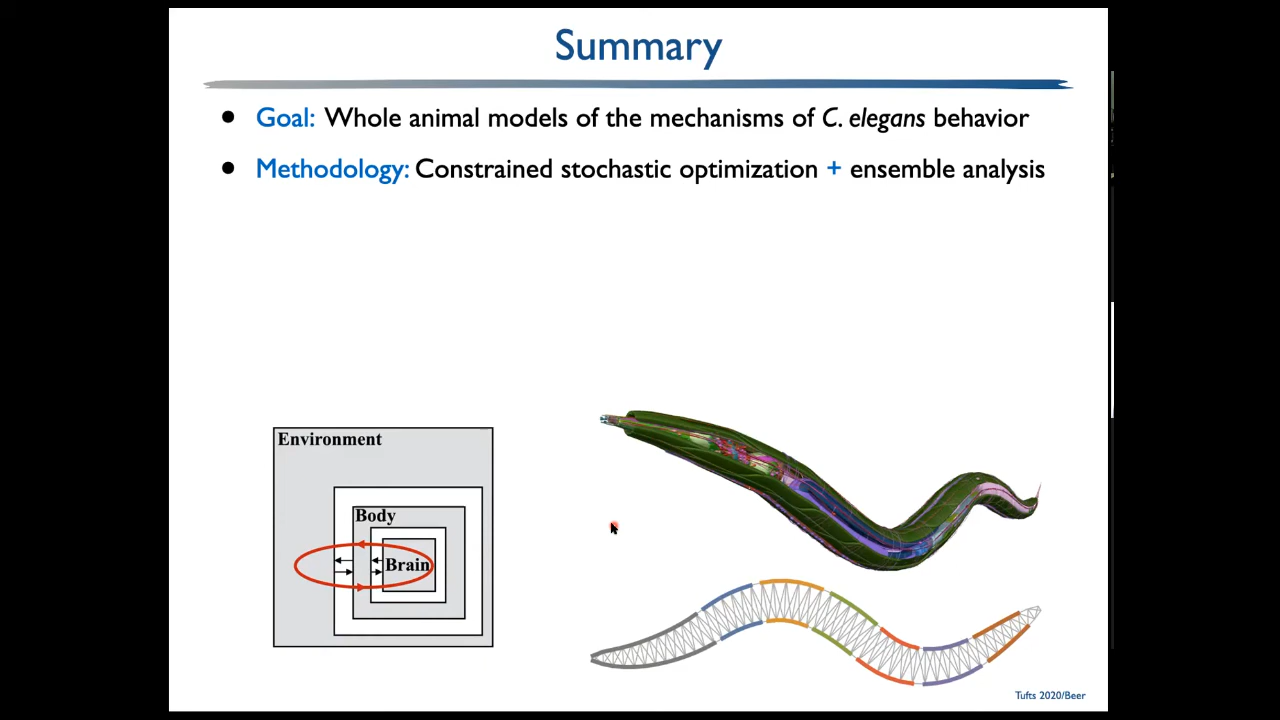 Summary
• Goal: Whole animal models of the mechanisms of C. elegans behavior
• Methodology: Constrained stochastic optimization + ensemble analysis
Environment
Body
Brain
Tufts 2020/Beer